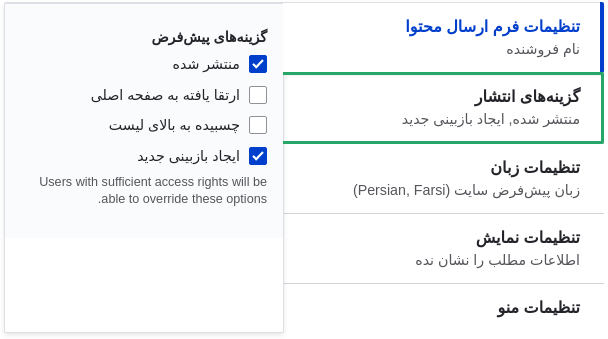 تنظیمات فرم ارسال محتوا
نام فروشنده
گزینه‌های انتشار
منتشر شده, ایجاد بازبینی جدید
تنظیمات زبان
زبان پیش‌فرض سایت (Persian, Farsi)
تنظیمات نمایش
اطلاعات مطلب را نشان نده
تنظیمات منو
گزینه‌های پیش‌فرض
منتشر شده
ارتقا یافته به صفحه اصلی
چسبیده به بالای لیست
ایجاد بازبینی جدید
Users with sufficient access rights will be
able to override these options.